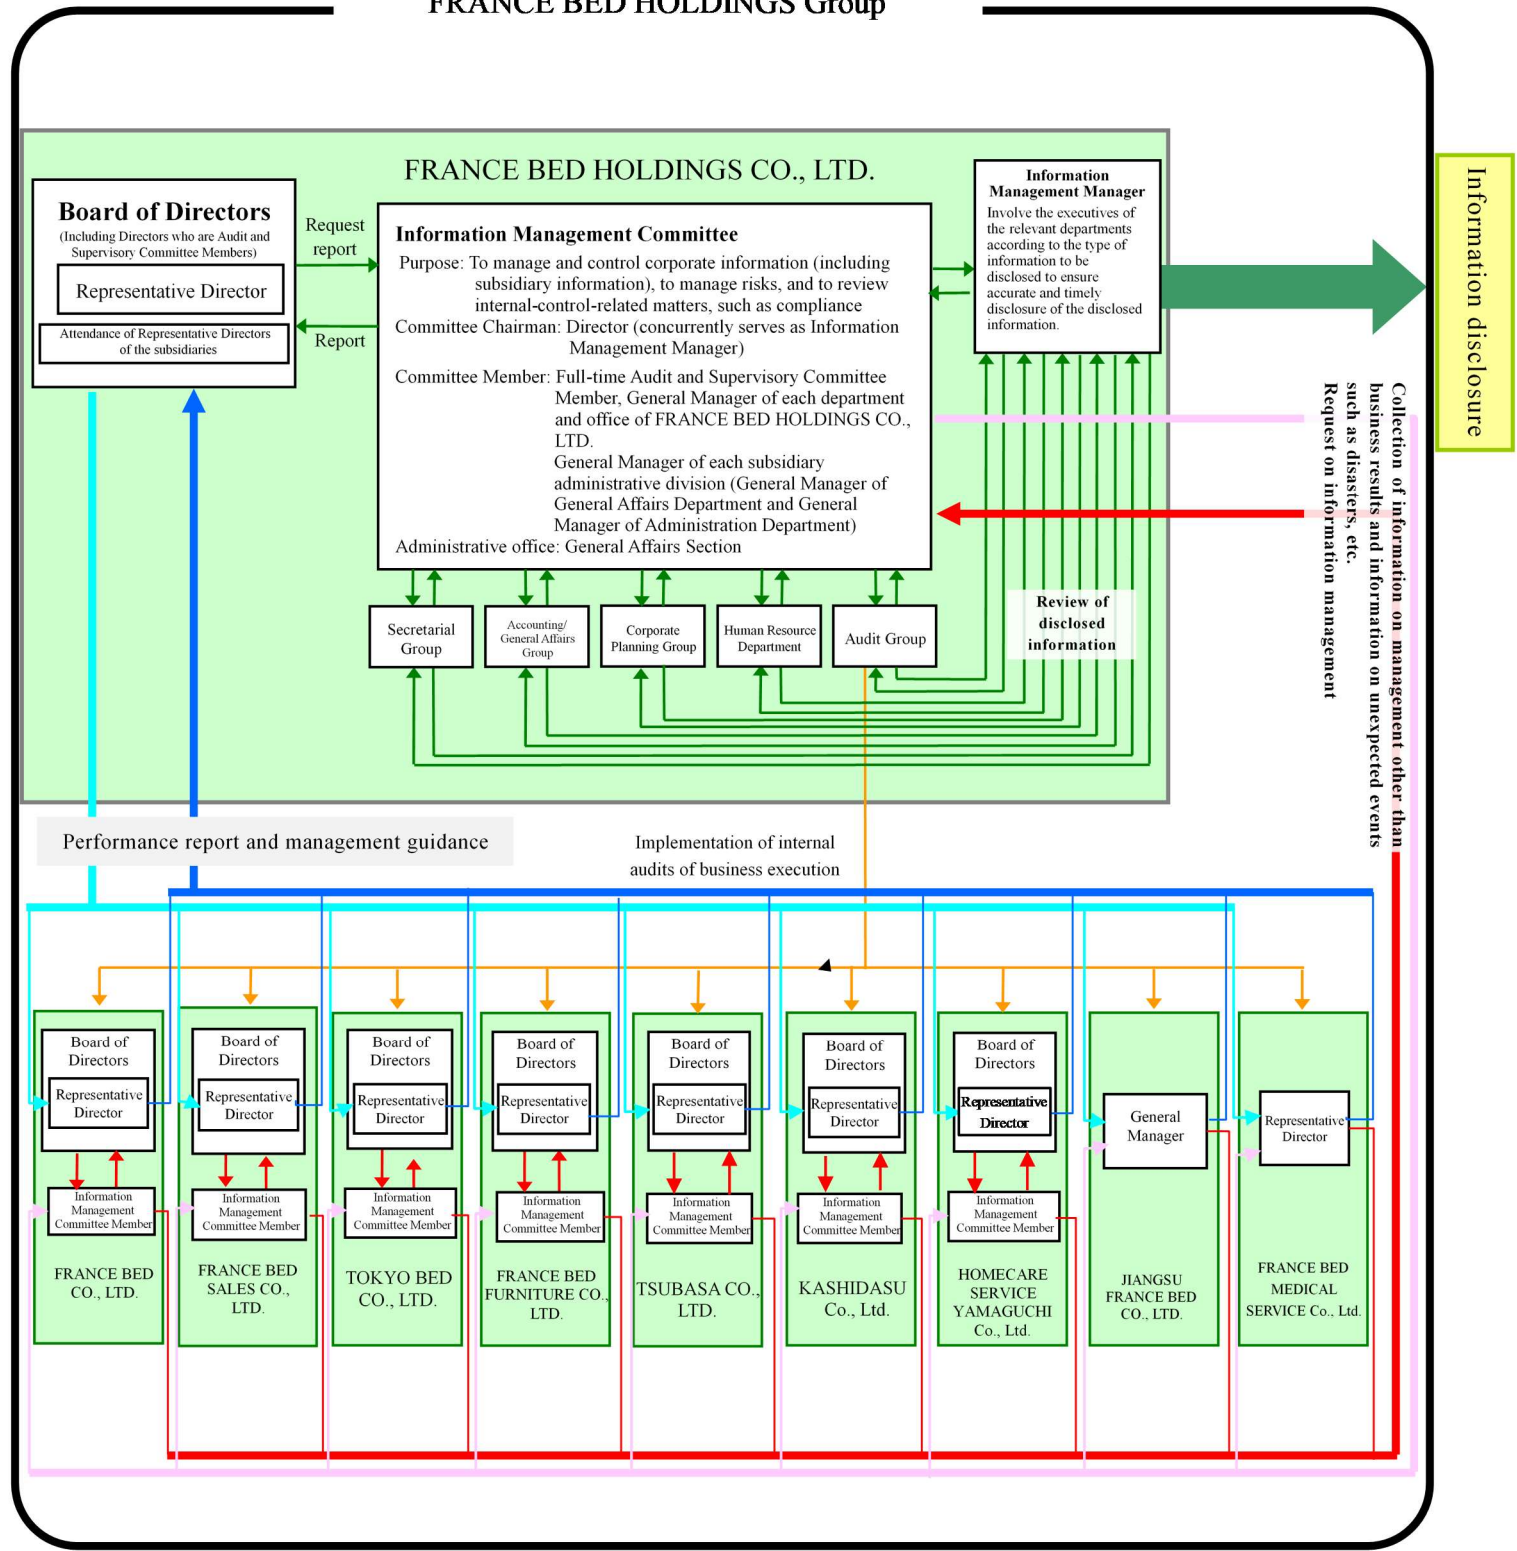 FRANCE BED HOLDINGS Group
FRANCE BED HOLDINGS CO., LTD.
Board of Directors
(Including Directors who are Audit and
Supervisory Committee Members)
Representative Director
Attendance of Representative Directors
of the subsidiaries
Request
report
Report
Information Management Committee
Purpose: To manage and control corporate information (including
subsidiary information), to manage risks, and to review
internal-control-related matters, such as compliance
Committee Chairman: Director (concurrently serves as Information
Management Manager)
Committee Member: Full-time Audit and Supervisory Committee
Member, General Manager of each department
and office of FRANCE BED HOLDINGS CO.,
LTD.
General Manager of each subsidiary
administrative division (General Manager of
General Affairs Department and General
Manager of Administration Department)
Administrative office: General Affairs Section
Information
Management Manager
Involve the executives of
the relevant departments
according to the type of
information to be
disclosed to ensure
accurate and timely
disclosure of the disclosed
information.
Information disclosure
Collection of information on management other than
business results and information on unexpected events
such as disasters, etc.
Request on information management
Secretarial
Group
Accounting/
General Affairs
Group
Corporate
Planning Group
Human Resource
Department
Audit Group
Review of
disclosed
information
Performance report and management guidance
Implementation of internal
audits of business execution
Board of
Directors
Representative
Director
Information
Management
Committee Member
FRANCE BED
CO., LTD.
Board of
Directors
Representative
Director
Information
Management
Committee Member
FRANCE BED
SALES CO.,
LTD.
Board of
Directors
Representative
Director
Information
Management
Committee Member
TOKYO BED
CO., LTD.
Board of
Directors
Representative
Director
Information
Management
Committee Member
FRANCE BED
FURNITURE CO.,
LTD.
Board of
Directors
Representative
Director
Information
Management
Committee Member
TSUBASA CO.,
LTD.
Board of
Directors
Representative
Director
Information
Management
Committee Member
KASHIDASU
Co., Ltd.
Board of
Directors
Representative
Director
Information
Management
Committee Member
HOMECARE
SERVICE
YAMAGUCHI
Co., Ltd.
General
Manager
JIANGSU
FRANCE BED
CO., LTD.
Representative
Director
FRANCE BED
MEDICAL
SERVICE Co., Ltd.